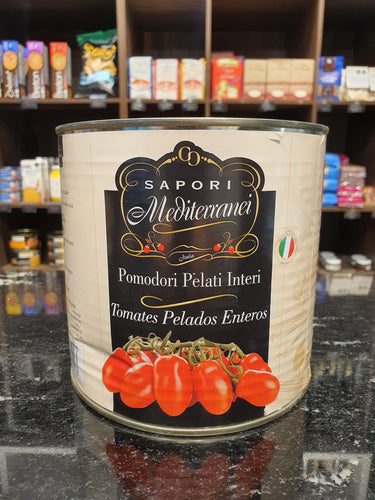 SAPORI
Mediterranei
Italia
Pomodori Pelati Interi
Tomates Pelados Enteros